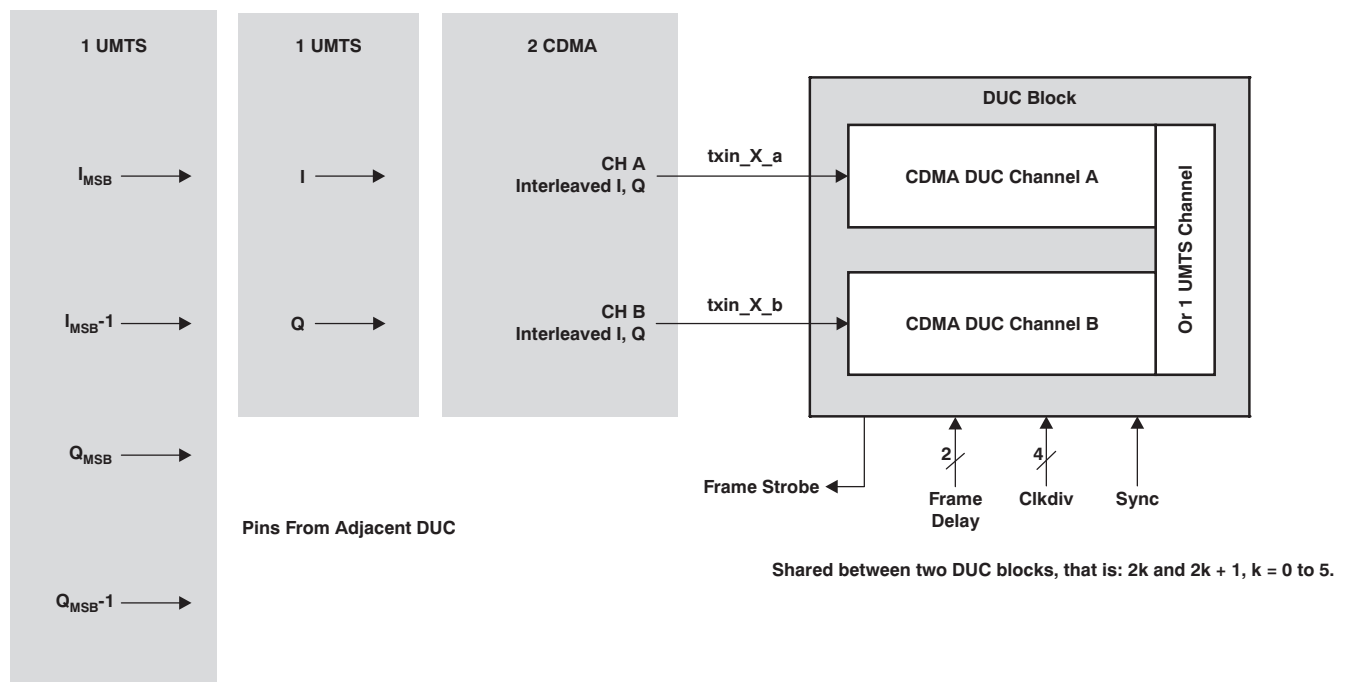 1 UMTS
1 UMTS
2 CDMA
DUC Block
I_MSB
I
CH A
Interleaved I, Q
txin_X_a
CDMA DUC Channel A
Or 1 UMTS Channel
I_MSB-1
Q
CH B
Interleaved I, Q
txin_X_b
CDMA DUC Channel B
Q_MSB
2
4
Frame Strobe
Frame
Delay
Clkdiv
Sync
Pins From Adjacent DUC
Shared between two DUC blocks, that is: 2k and 2k + 1, k = 0 to 5.
Q_MSB-1